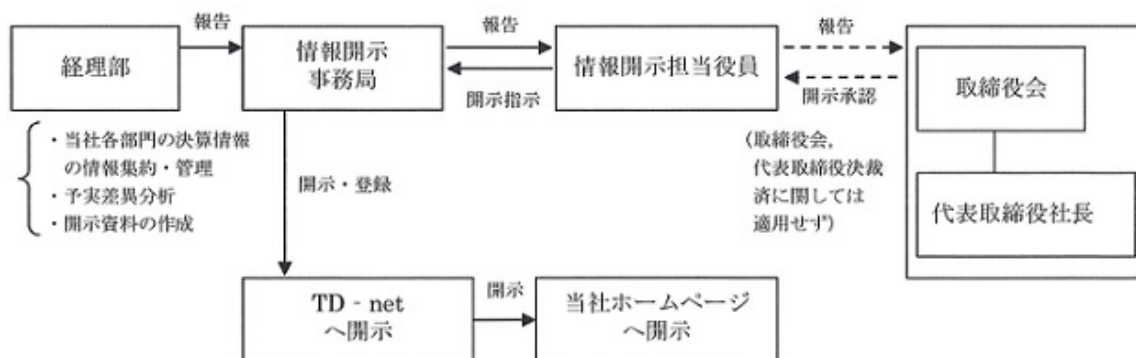 報告
経理部
情報開示
事務局
報告
開示指示
情報開示担当役員
報告
開示承認
取締役会
代表取締役社長
・当社各部門の決算情報
の情報集約・管理
・予実差異分析
・開示資料の作成
開示・登録
（取締役会，
代表取締役決裁
済に関しては
適用せず）
TD‐net
へ開示
開示
当社ホームページ
へ開示